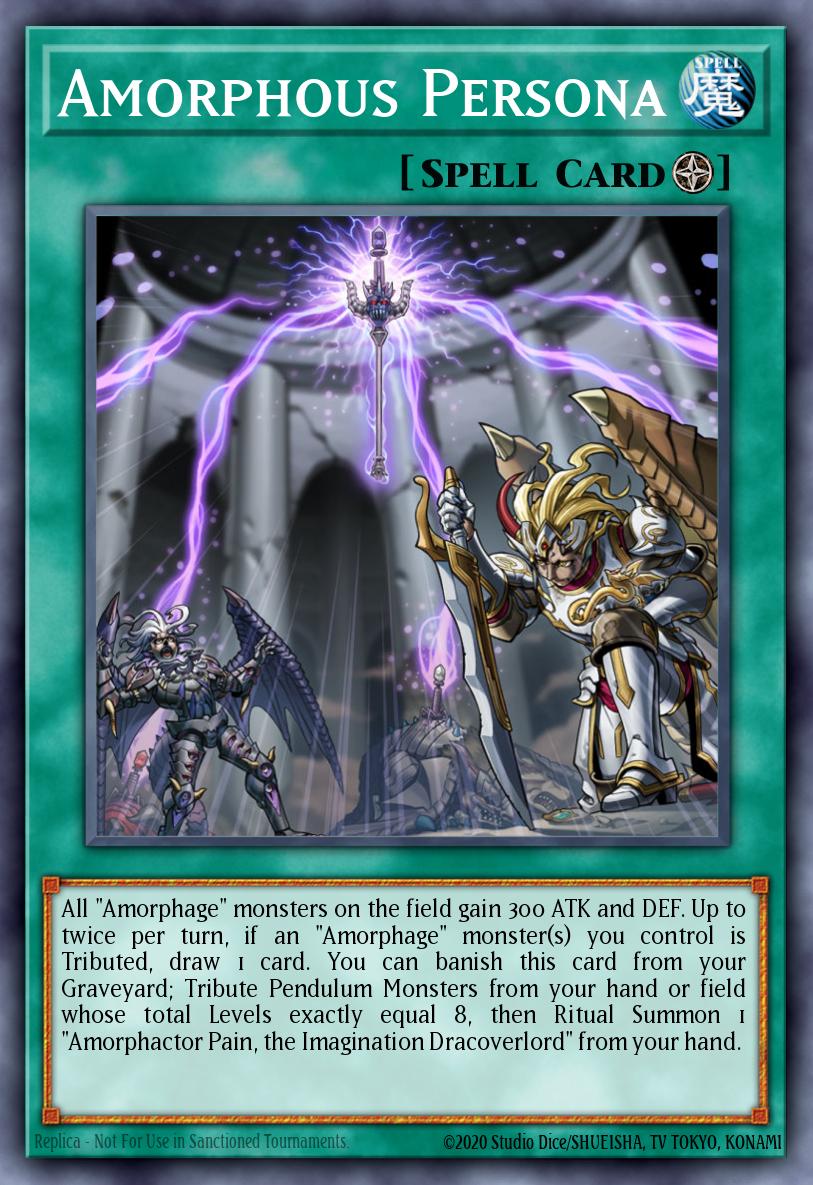 AMORPHOUS PERSONA
SPELL
魔
[SPELL CARD]
All "Amorphage" monsters on the field gain 300 ATK and DEF. Up to
twice per turn, if an "Amorphage" monster(s) you control is
Tributed, draw 1 card. You can banish this card from your
Graveyard; Tribute Pendulum Monsters from your hand or field
whose total Levels exactly equal 8, then Ritual Summon 1
"Amorphactor Pain, the Imagination Dracoverlord" from your hand.
Replica - Not For Use in Sanctioned Tournaments.
©2020 Studio Dice/SHUEISHA, TV TOKYO, KONAMI